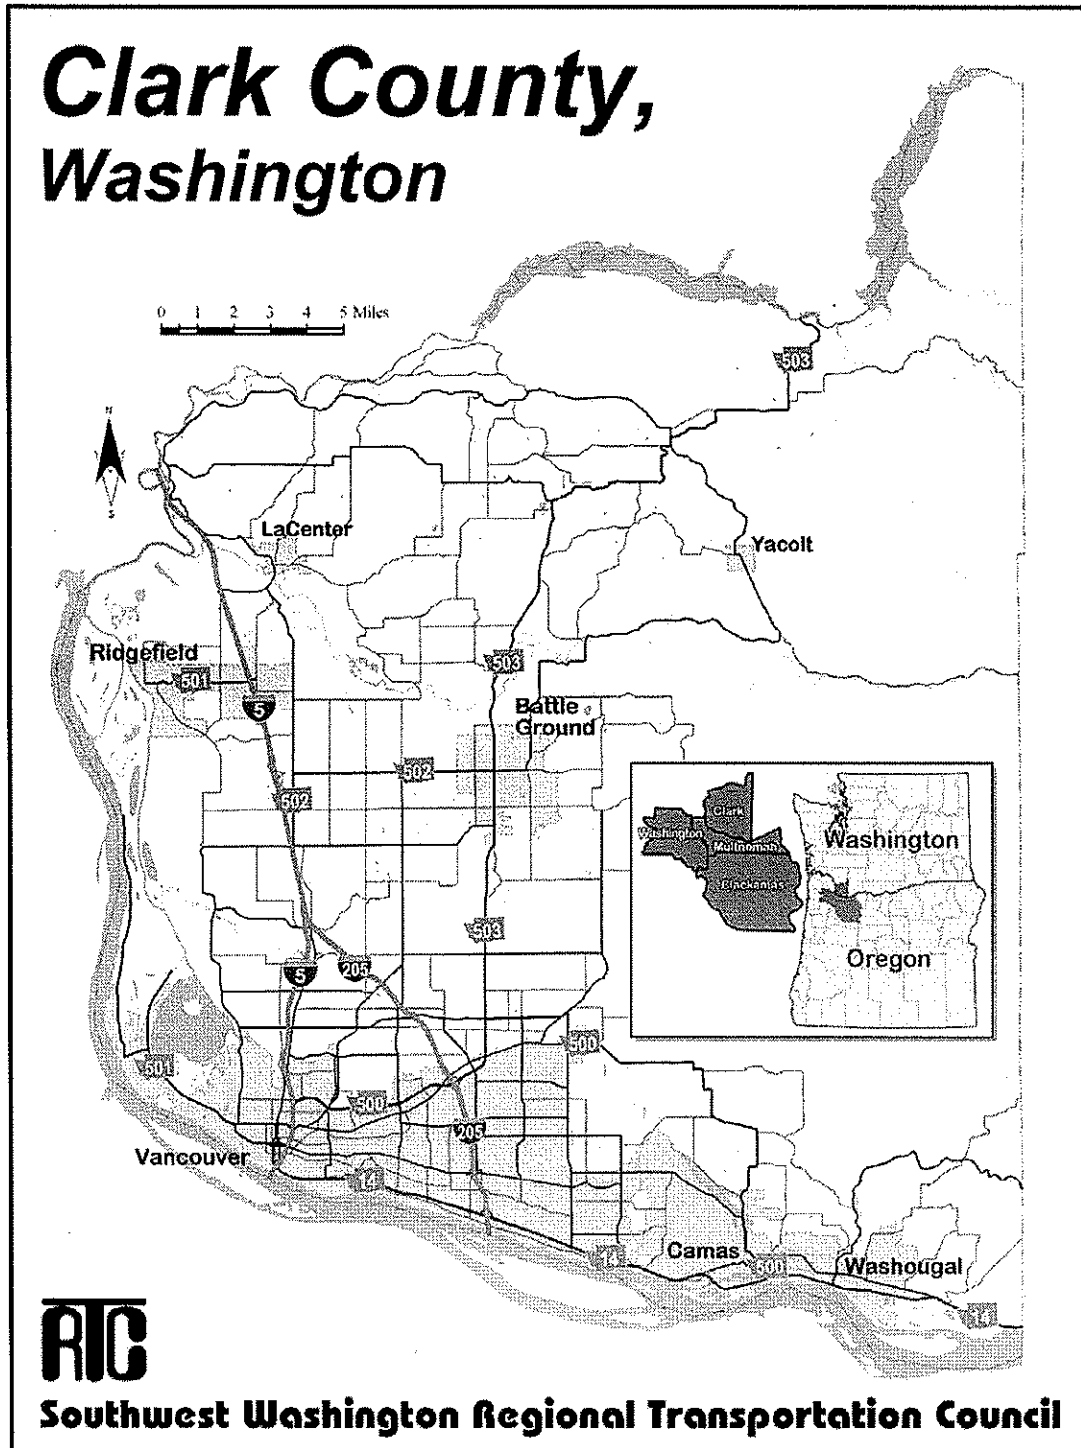 Clark County,
Washington
0 1 2 3 4 5 Miles
503
N
S
LaCenter
Yacolt
Ridgefield
501
503
5
Battle
Ground
502
502
Clark
Washington
Multnomah
Clackamas
Washington
Oregon
503
5
205
500
501
500
205
Vancouver
14
14
Camas
500
Washougal
14
RTC
Southwest Washington Regional Transportation Council